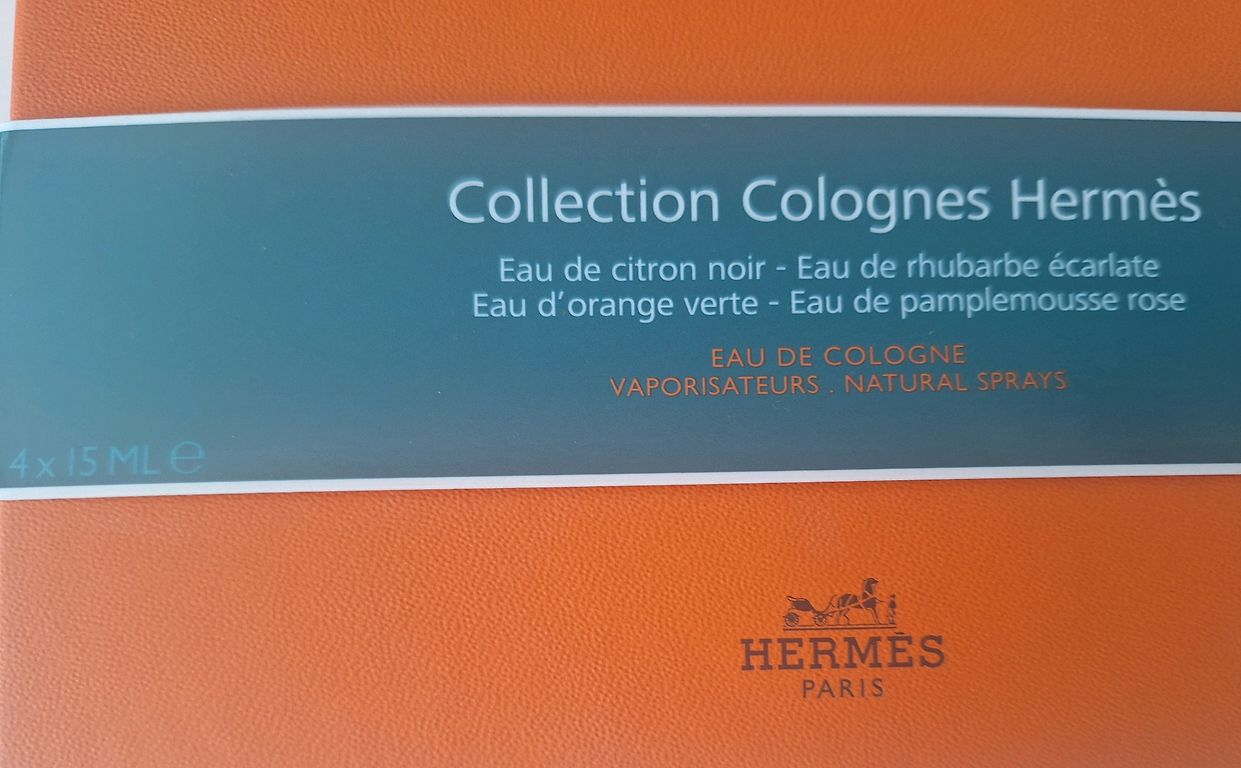 Collection Colognes Hermès
Eau de citron noir - Eau de rhubarbe écarlate
Eau d'orange verte - Eau de pamplemousse rose
EAU DE COLOGNE
VAPORISATEURS . NATURAL SPRAYS
4 x 15 ML ℮
HERMÈS
PARIS